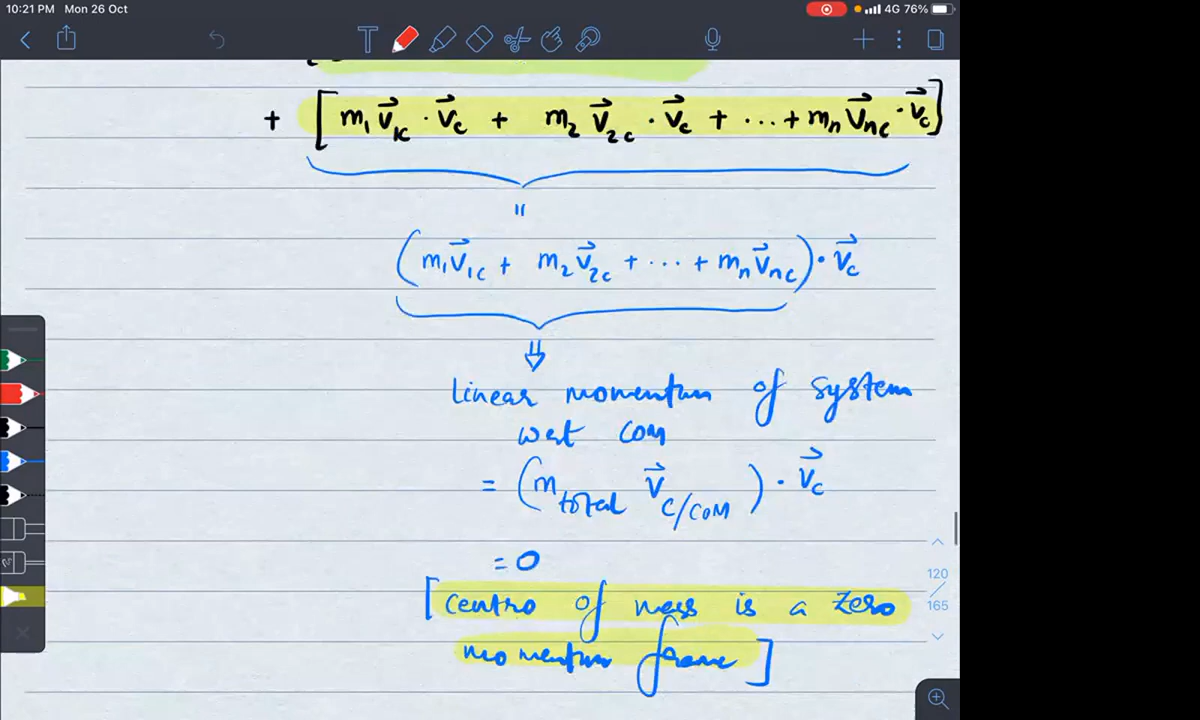 10:21 PM Mon 26 Oct 4G 76%
+ [m₁v⃗₁c · v⃗c + m₂v⃗₂c · v⃗c + ... + mₙv⃗ₙc · v⃗c]
"
(m₁v⃗₁c + m₂v⃗₂c + ... + mₙv⃗ₙc) · v⃗c
⇓
Linear momentum of system
wrt COM
= (m total v⃗ c/COM) · v⃗c
= 0
[centre of mass is a zero
momentum frame]
120
165